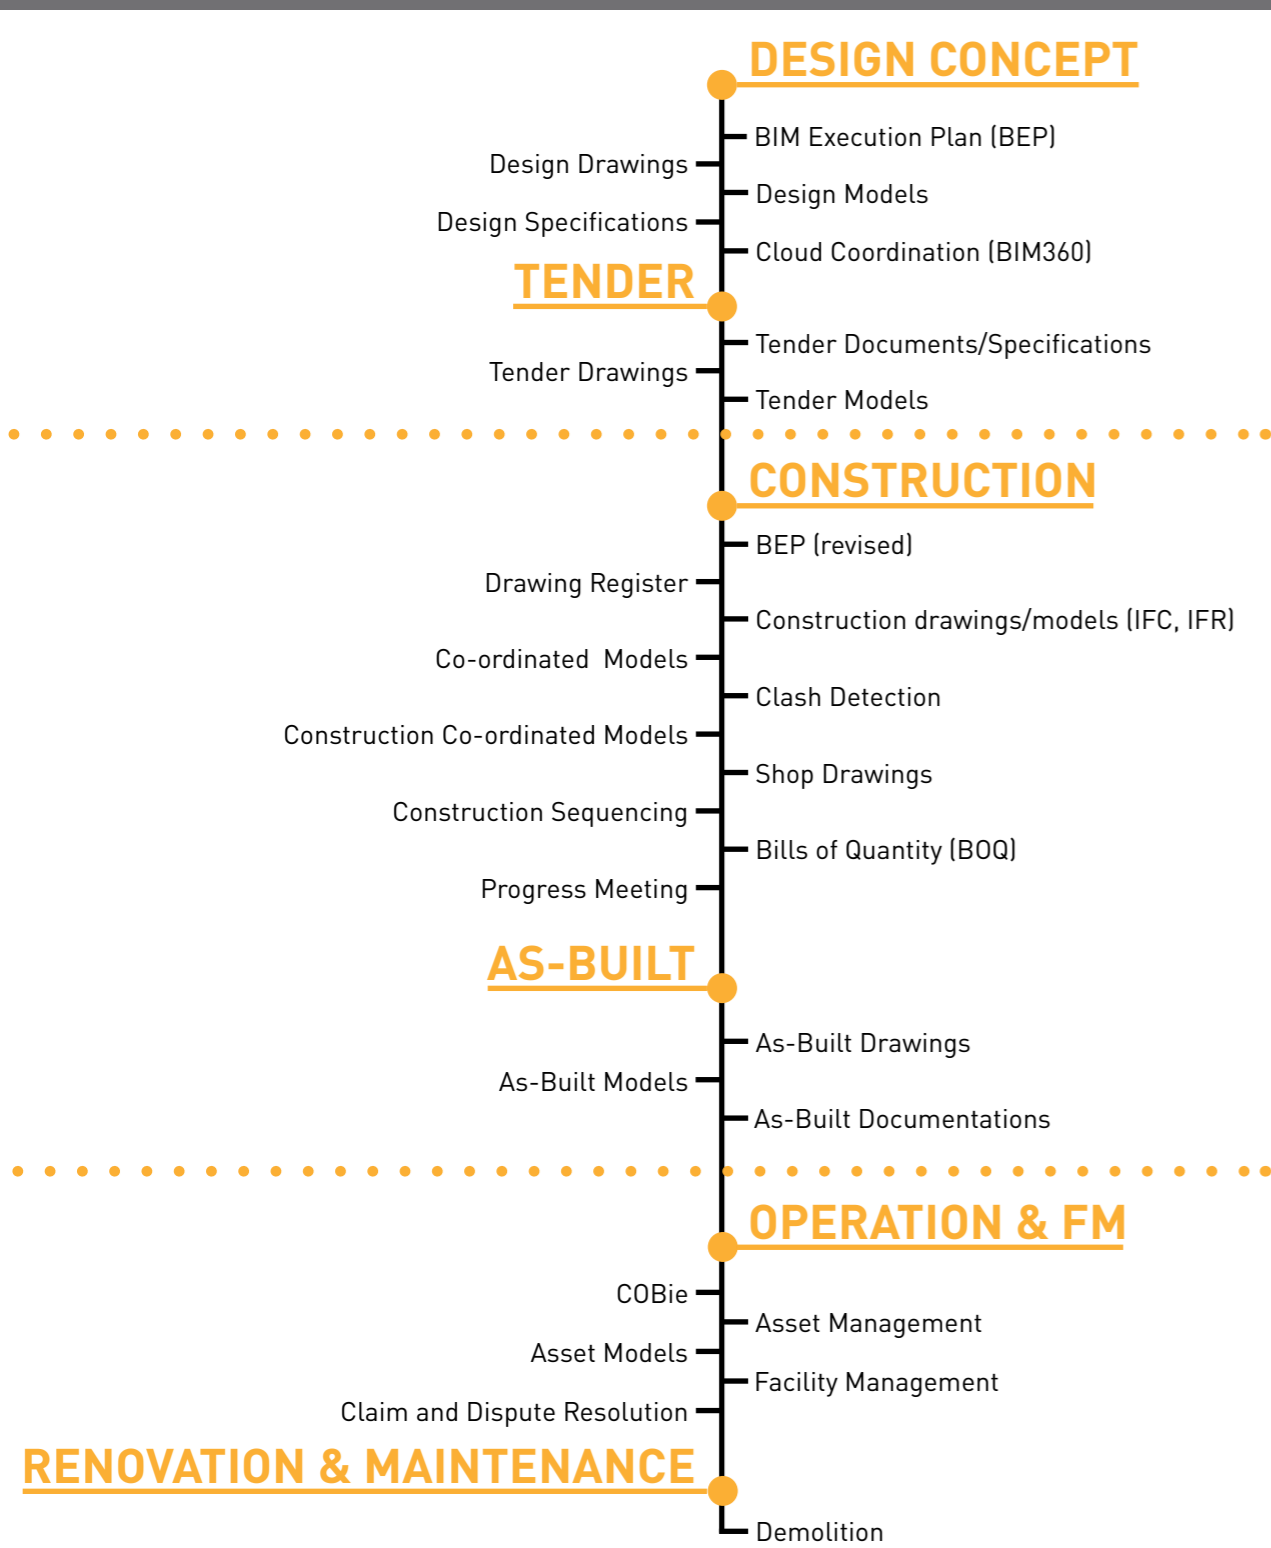 DESIGN CONCEPT
BIM Execution Plan (BEP)
Design Drawings
Design Models
Design Specifications
Cloud Coordination (BIM360)
TENDER
Tender Documents/Specifications
Tender Drawings
Tender Models
CONSTRUCTION
BEP (revised)
Drawing Register
Construction drawings/models (IFC, IFR)
Co-ordinated Models
Clash Detection
Construction Co-ordinated Models
Shop Drawings
Construction Sequencing
Bills of Quantity (BOQ)
Progress Meeting
AS-BUILT
As-Built Drawings
As-Built Models
As-Built Documentations
OPERATION & FM
COBie
Asset Management
Asset Models
Facility Management
Claim and Dispute Resolution
RENOVATION & MAINTENANCE
Demolition